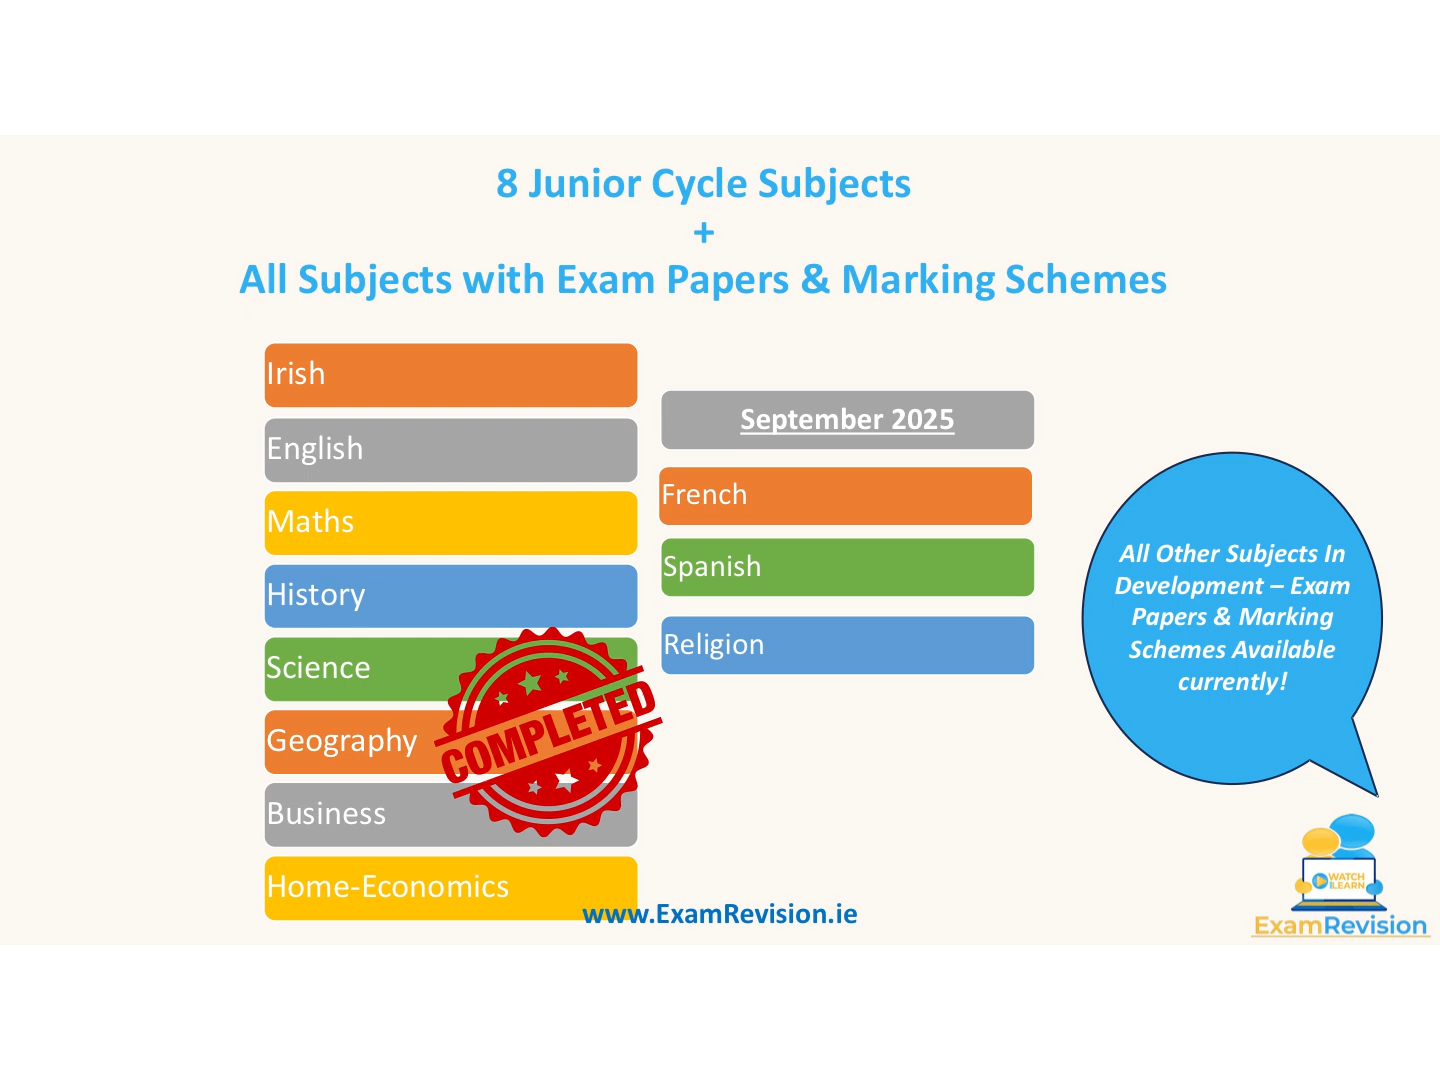 8 Junior Cycle Subjects
+
All Subjects with Exam Papers & Marking Schemes
Irish
English
Maths
History
Science
Geography
Business
Home-Economics
COMPLETED
September 2025
French
Spanish
Religion
All Other Subjects In
Development – Exam
Papers & Marking
Schemes Available
currently!
www.ExamRevision.ie
WATCH
LEARN
ExamRevision